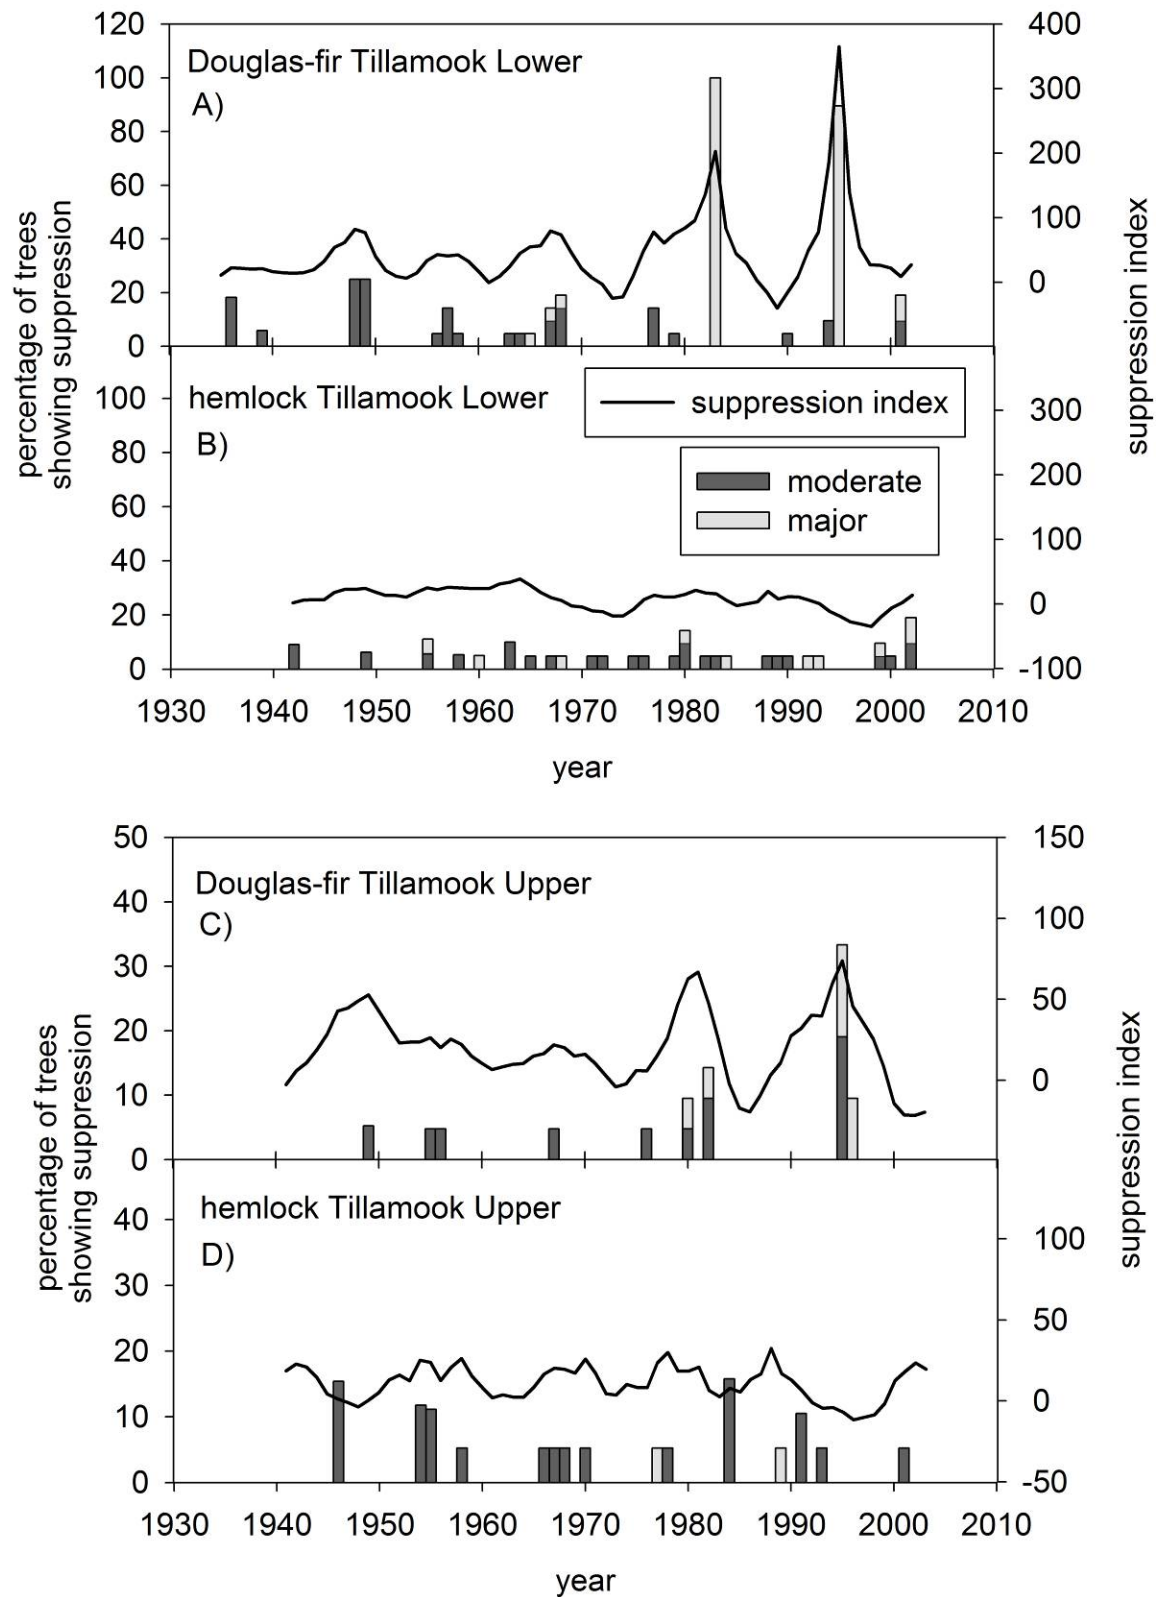 120
100
80
60
40
20
0
400
300
200
100
0
Douglas-fir Tillamook Lower
A)
percentage of trees
showing suppression
suppression index
100
80
60
40
20
0
300
200
100
0
-100
hemlock Tillamook Lower
B)
suppression index
moderate
major
1930 1940 1950 1960 1970 1980 1990 2000 2010
year
50
40
30
20
10
0
150
100
50
0
Douglas-fir Tillamook Upper
C)
percentage of trees
showing suppression
suppression index
40
30
20
10
0
100
50
0
-50
hemlock Tillamook Upper
D)
1930 1940 1950 1960 1970 1980 1990 2000 2010
year